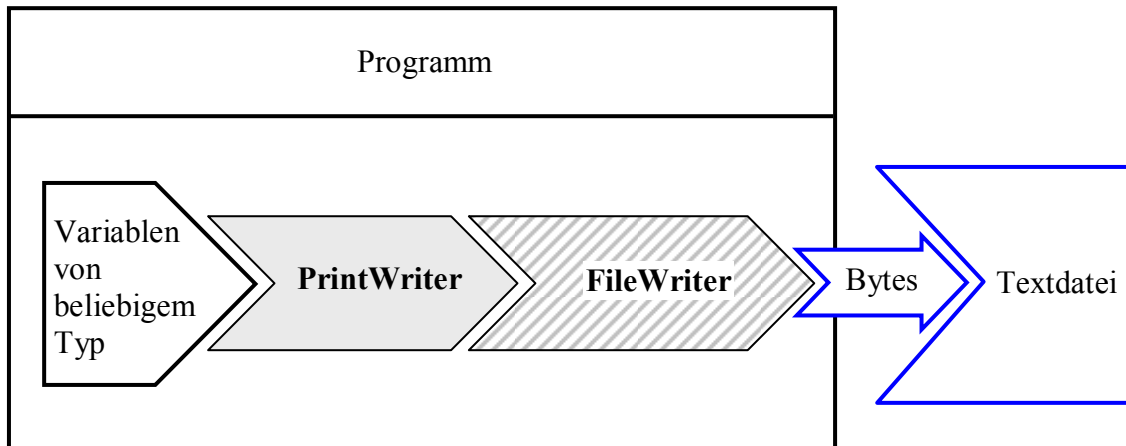 Programm
Variablen
von
beliebigem
Typ
PrintWriter
FileWriter
Bytes
Textdatei